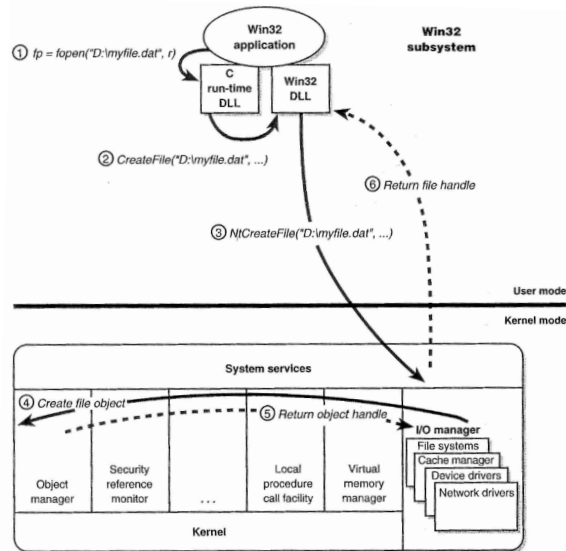 Win32
application
Win32
subsystem
① fp = fopen("D:\myfile.dat", r)
C
run-time
DLL
Win32
DLL
② CreateFile("D:\myfile.dat", ...)
⑥ Return file handle
③ NtCreateFile("D:\myfile.dat", ...)
User mode
Kernel mode
System services
④ Create file object
⑤ Return object handle
I/O manager
File systems
Cache manager
Device drivers
Network drivers
Object
manager
Security
reference
monitor
...
Local
procedure
call facility
Virtual
memory
manager
Kernel